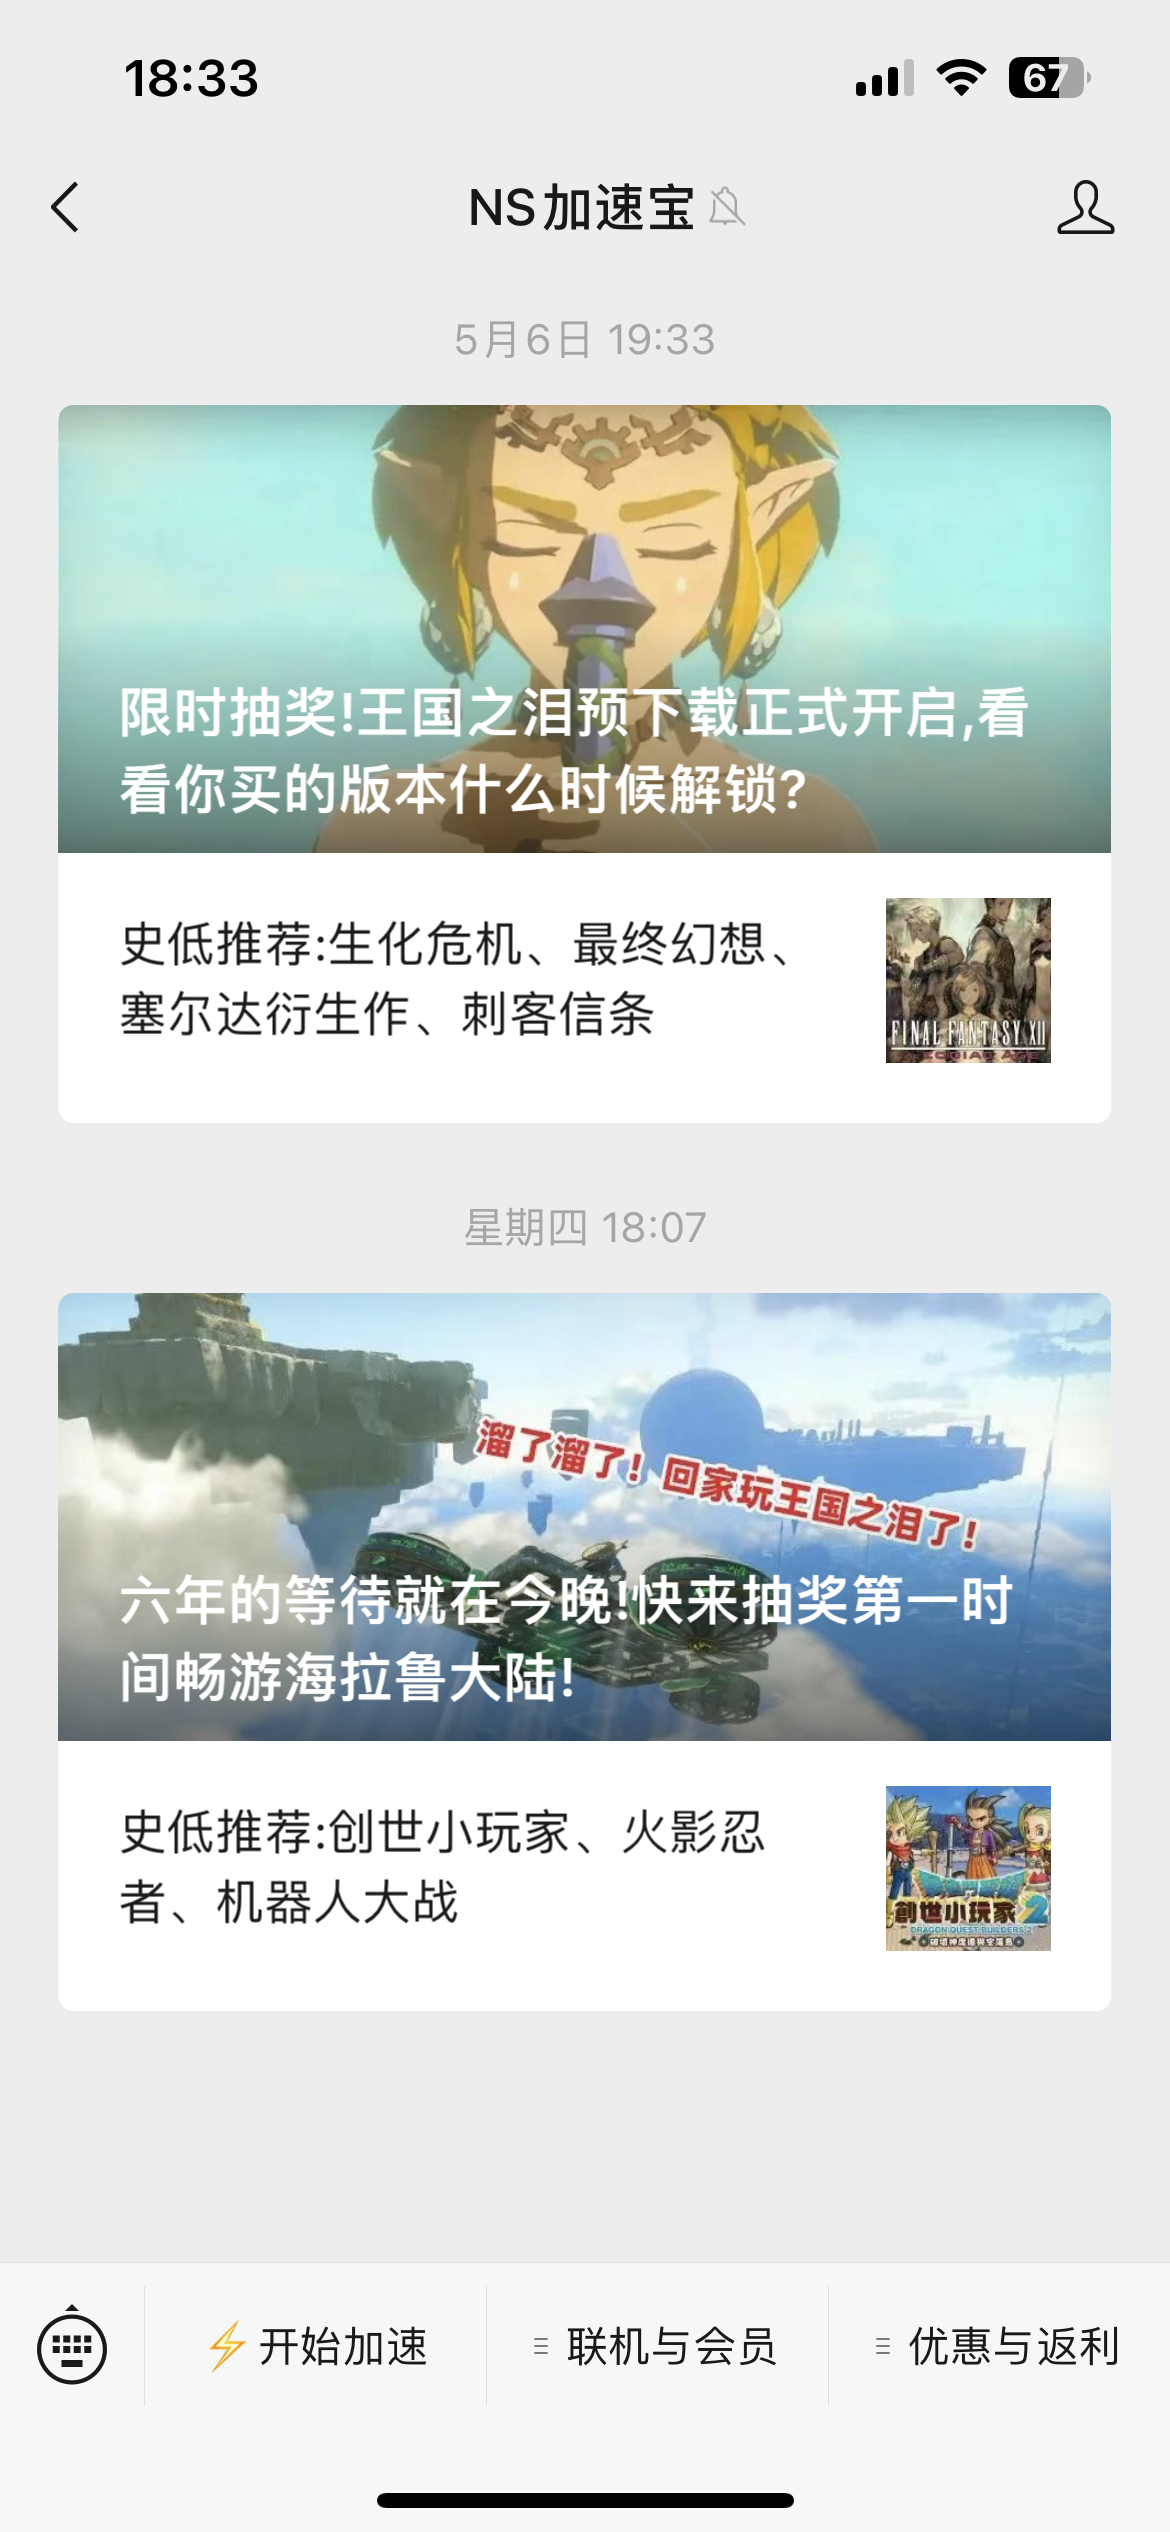 18:33
67
NS加速宝
5月6日 19:33
限时抽奖!王国之泪预下载正式开启,看
看你买的版本什么时候解锁?
史低推荐:生化危机、最终幻想、
塞尔达衍生作、刺客信条
FINAL FANTASY XII
ZODIAC AGE
星期四 18:07
溜了溜了！回家玩王国之泪了！
六年的等待就在今晚!快来抽奖第一时
间畅游海拉鲁大陆!
史低推荐:创世小玩家、火影忍
者、机器人大战
創世小玩家2
DRAGON QUEST BUILDERS 2
⚡开始加速
联机与会员
优惠与返利